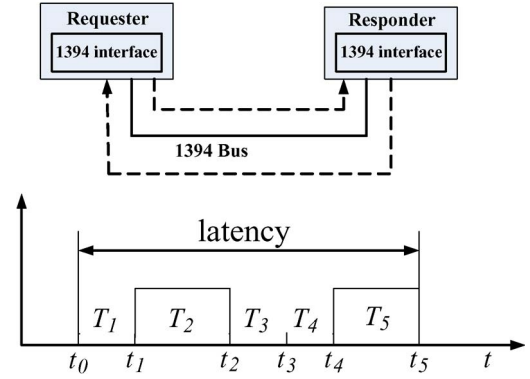 Requester
Responder
1394 interface
1394 interface
1394 Bus
latency
T1 T2 T3 T4 T5
t0 t1 t2 t3 t4 t5 t